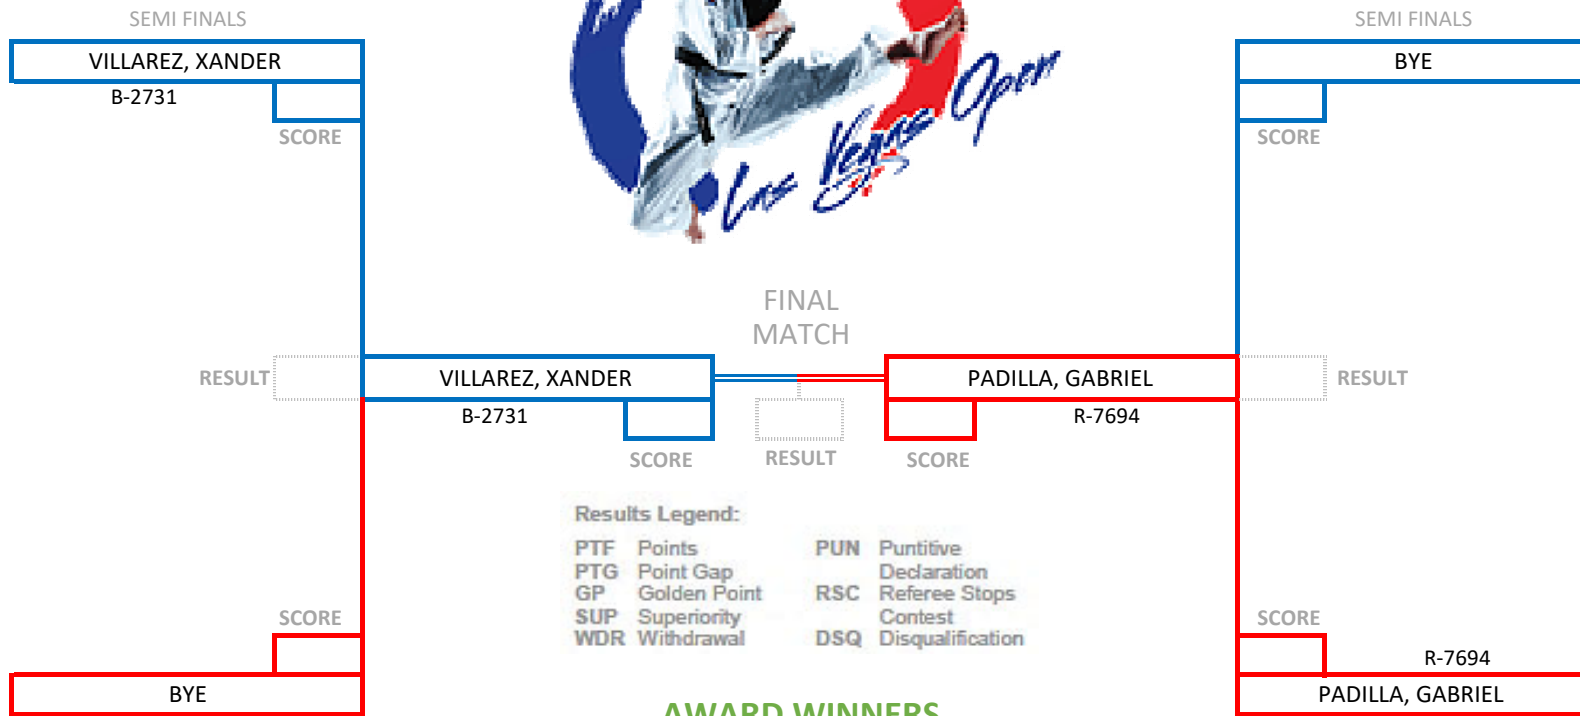 SEMI FINALS
SEMI FINALS
VILLAREZ, XANDER
BYE
B-2731
SCORE
SCORE
Las Vegas Open
FINAL
MATCH
RESULT
VILLAREZ, XANDER
PADILLA, GABRIEL
RESULT
B-2731
R-7694
SCORE
RESULT
SCORE
Results Legend:
PTF Points
PTG Point Gap
GP Golden Point
SUP Superiority
WDR Withdrawal
PUN Puntitive
Declaration
RSC Referee Stops
Contest
DSQ Disqualification
SCORE
SCORE
R-7694
BYE
PADILLA, GABRIEL
AWARD WINNERS